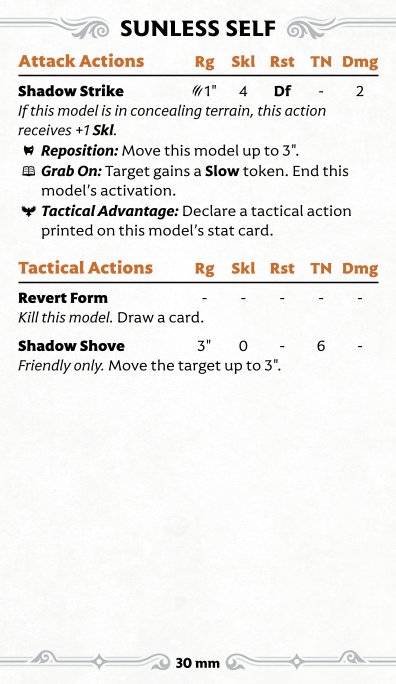 SUNLESS SELF
Attack Actions Rg Skl Rst TN Dmg
Shadow Strike 1" 4 Df - 2
If this model is in concealing terrain, this action
receives +1 Skl.
Reposition: Move this model up to 3".
Grab On: Target gains a Slow token. End this
model's activation.
Tactical Advantage: Declare a tactical action
printed on this model's stat card.
Tactical Actions Rg Skl Rst TN Dmg
Revert Form - - - - -
Kill this model. Draw a card.
Shadow Shove 3" 0 - 6 -
Friendly only. Move the target up to 3".
30 mm